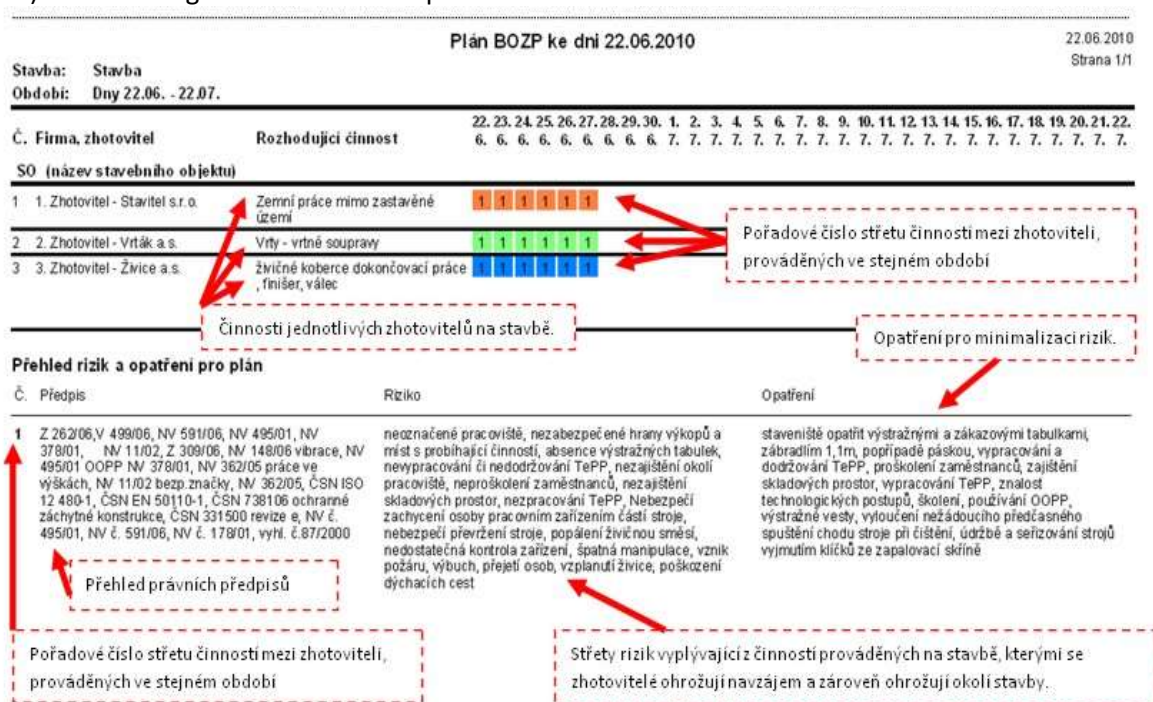 Plán BOZP ke dni 22.06.2010
22.06.2010
Strana 1/1
Stavba: Stavba
Období: Dny 22.06. - 22.07.
22. 23. 24. 25. 26. 27. 28. 29. 30. 1. 2. 3. 4. 5. 6. 7. 8. 9. 10. 11. 12. 13. 14. 15. 16. 17. 18. 19. 20. 21. 22.
Č. Firma, zhotovitel Rozhodující činnost 6. 6. 6. 6. 6. 6. 6. 6. 6. 7. 7. 7. 7. 7. 7. 7. 7. 7. 7. 7. 7. 7. 7. 7. 7. 7. 7. 7. 7. 7. 7.
SO (název stavebního objektu)
1 1. Zhotovitel - Stavitel s.r.o. Zemní práce mimo zastavěné 1 1 1 1 1 1
území
2 2. Zhotovitel - Vrták a.s. Vrty - vrtné soupravy 1 1 1 1 1 1
3 3. Zhotovitel - Živice a.s. živičné koberce dokončovací práce 1 1 1 1 1 1
, finišer, válec
Pořadové číslo střetu činností mezi zhotoviteli,
prováděných ve stejném období
Činnosti jednotlivých zhotovitelů na stavbě.
Opatření pro minimalizaci rizik.
Přehled rizik a opatření pro plán
Č. Předpis Riziko Opatření
1 Z 262/06,V 499/06, NV 591/06, NV 495/01, NV
378/01, NV 11/02, Z 309/06, NV 148/06 vibrace, NV
495/01 OOPP NV 378/01, NV 362/05 práce ve
výškách, NV 11/02 bezp.značky, NV 362/05, ČSN ISO
12 480-1, ČSN EN 50110-1, ČSN 738106 ochranné
záchytné konstrukce, ČSN 331500 revize e, NV č.
495/01, NV č. 591/06, NV č. 178/01, vyhl. č.87/2000
neoznačené pracoviště, nezabezpečené hrany výkopů a
míst s probíhající činností, absence výstražných tabulek,
nevypracování či nedodržování TePP, nezajištění okolí
pracoviště, neproškolení zaměstnanců, nezajištění
skladových prostor, nezpracování TePP, Nebezpečí
zachycení osoby pracovním zařízením částí stroje,
nebezpečí převržení stroje, popálení živičnou směsí,
nedostatečná kontrola zařízení, špatná manipulace, vznik
požáru, výbuch, přejetí osob, vzplanutí živice, poškození
dýchacích cest
staveniště opatřit výstražnými a zákazovými tabulkami,
zábradlím 1,1m, popřípadě páskou, vypracování a
dodržování TePP, proškolení zaměstnanců, zajištění
skladových prostor, vypracování TePP, znalost
technologických postupů, školení, používání OOPP,
výstražné vesty, vyloučení nežádoucího předčasného
spuštění chodu stroje při čištění, údržbě a seřizování strojů
vyjmutím klíčků ze zapalovací skříně
Přehled právních předpisů
Pořadové číslo střetu činností mezi zhotoviteli,
prováděných ve stejném období
Střety rizik vyplývající z činností prováděných na stavbě, kterými se
zhotovitelé ohrožují navzájem a zároveň ohrožují okolí stavby.